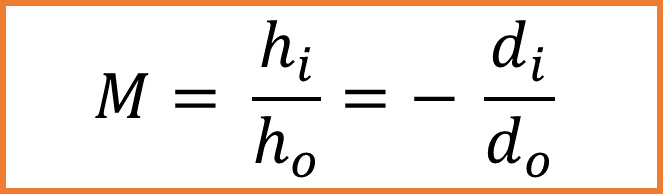 M = h_i/h_o = − d_i/d_o